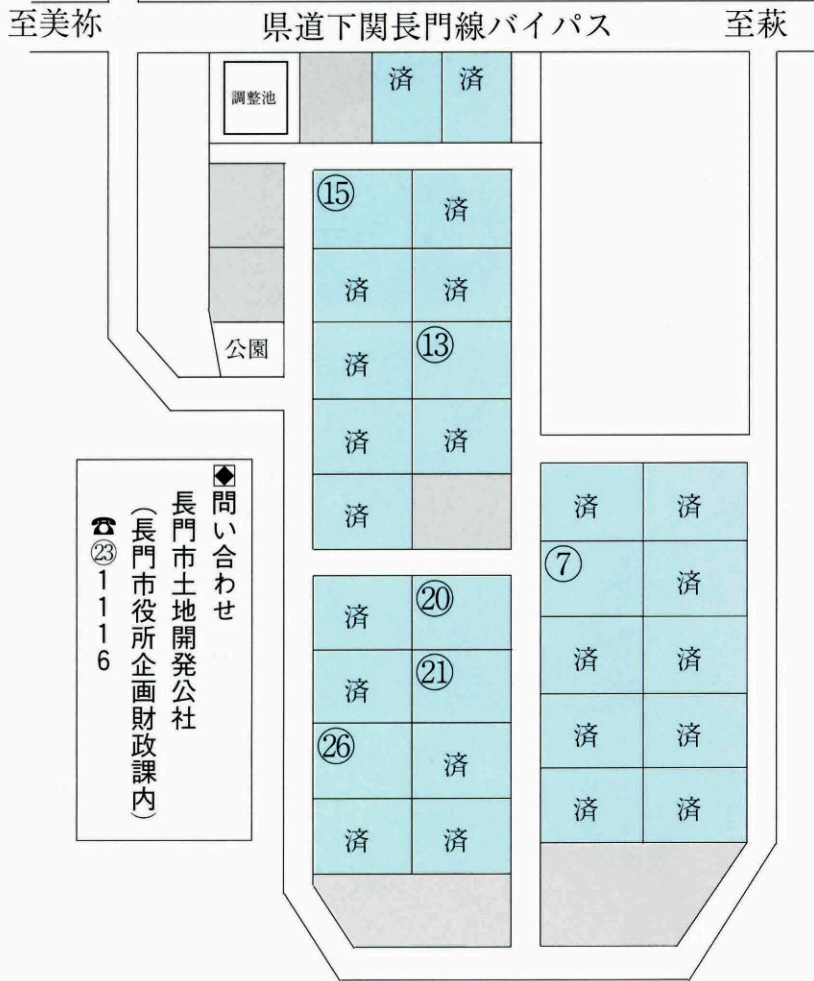 至美祢
県道下関長門線バイパス
至萩
調整池
済
済
⑮
済
済
済
公園
済
⑬
済
済
済
済
済
⑦
済
済
⑳
済
㉑
済
済
㉖
済
済
済
済
済
済
済
◆問い合わせ
長門市土地開発公社
(長門市役所企画財政課内)
☎㉓1116